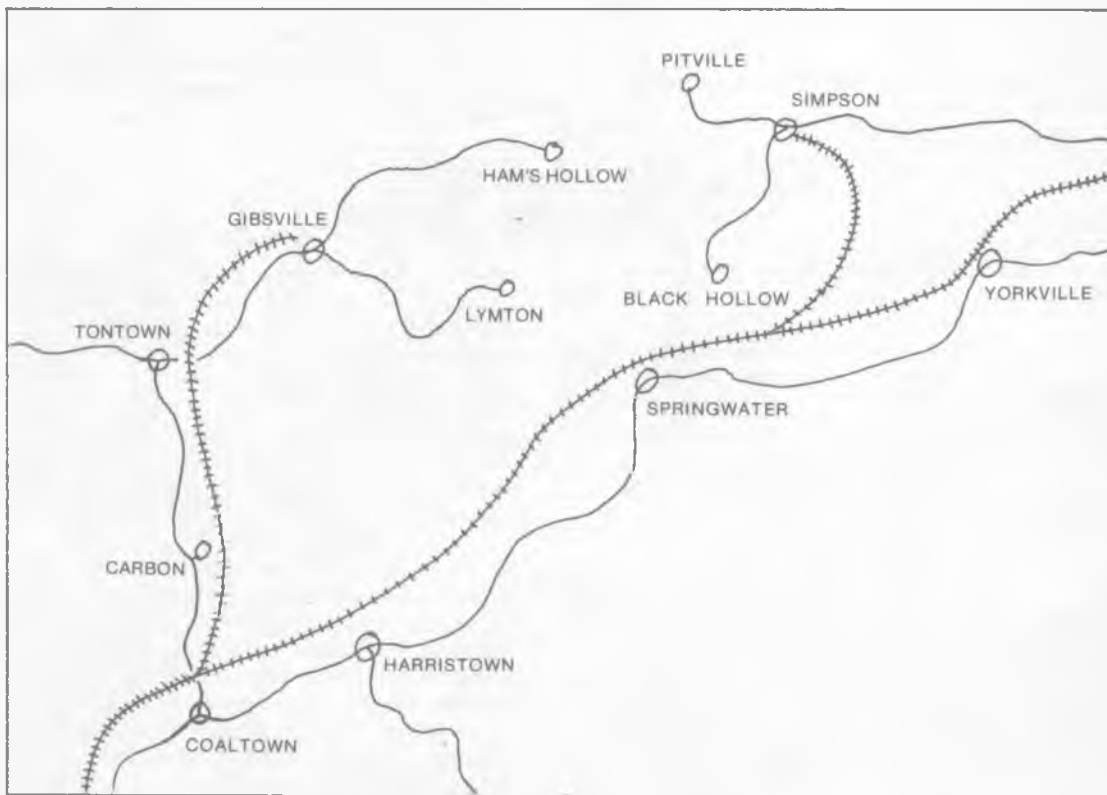 PITVILLE
SIMPSON
HAM'S HOLLOW
GIBSVILLE
BLACK HOLLOW
YORKVILLE
LYMTON
TONTOWN
SPRINGWATER
CARBON
HARRISTOWN
COALTOWN